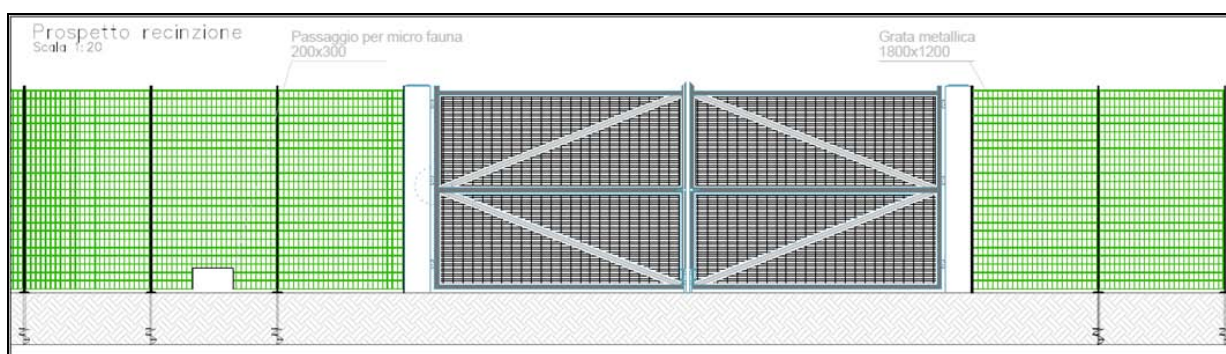 Prospetto recinzione
Scala 1:20
Passaggio per micro fauna
200x300
Grata metallica
1800x1200